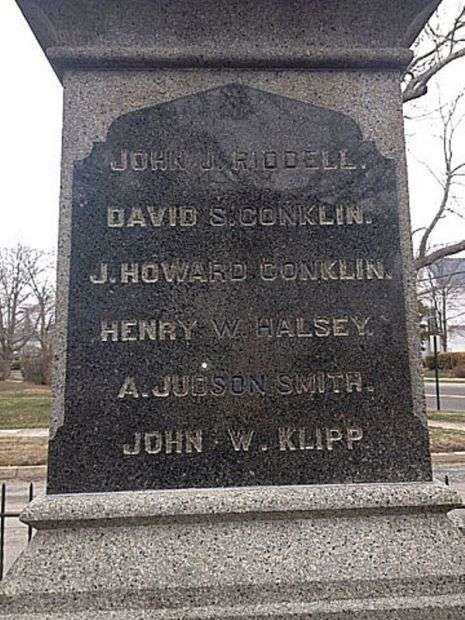 JOHN J. RIDDELL.
DAVID S. CONKLIN.
J. HOWARD CONKLIN.
HENRY W. HALSEY.
A. JUDSON SMITH.
JOHN W. KLIPP